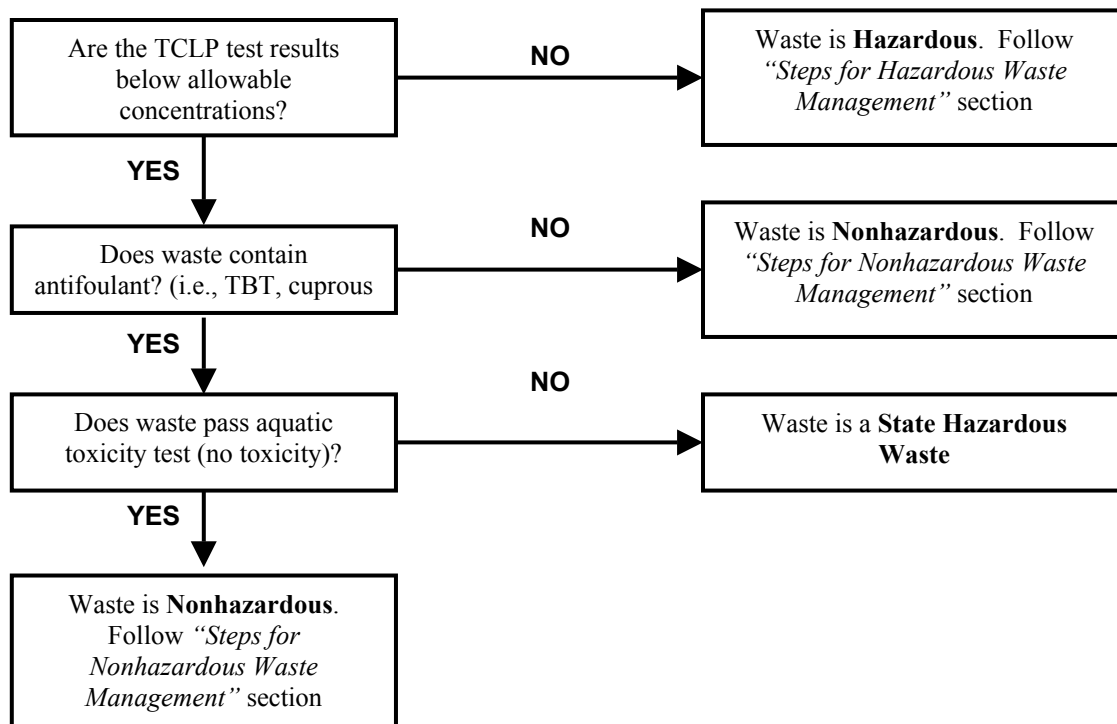 Are the TCLP test results
below allowable
concentrations?
NO
Waste is Hazardous. Follow
“Steps for Hazardous Waste
Management” section
YES
Does waste contain
antifoulant? (i.e., TBT, cuprous
NO
Waste is Nonhazardous. Follow
“Steps for Nonhazardous Waste
Management” section
YES
Does waste pass aquatic
toxicity test (no toxicity)?
NO
Waste is a State Hazardous
Waste
YES
Waste is Nonhazardous.
Follow “Steps for
Nonhazardous Waste
Management” section